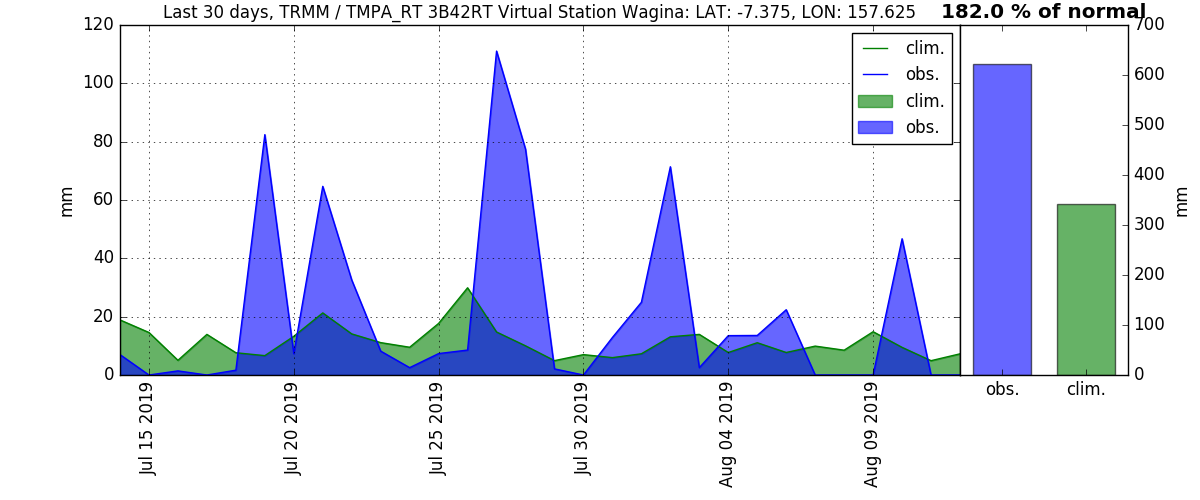 Last 30 days, TRMM / TMPA_RT 3B42RT Virtual Station Wagina: LAT: -7.375, LON: 157.625
182.0 % of normal
120
100
80
60
40
20
0
mm
clim.
obs.
clim.
obs.
Jul 15 2019
Jul 20 2019
Jul 25 2019
Jul 30 2019
Aug 04 2019
Aug 09 2019
700
600
500
400
300
200
100
0
mm
obs.
clim.